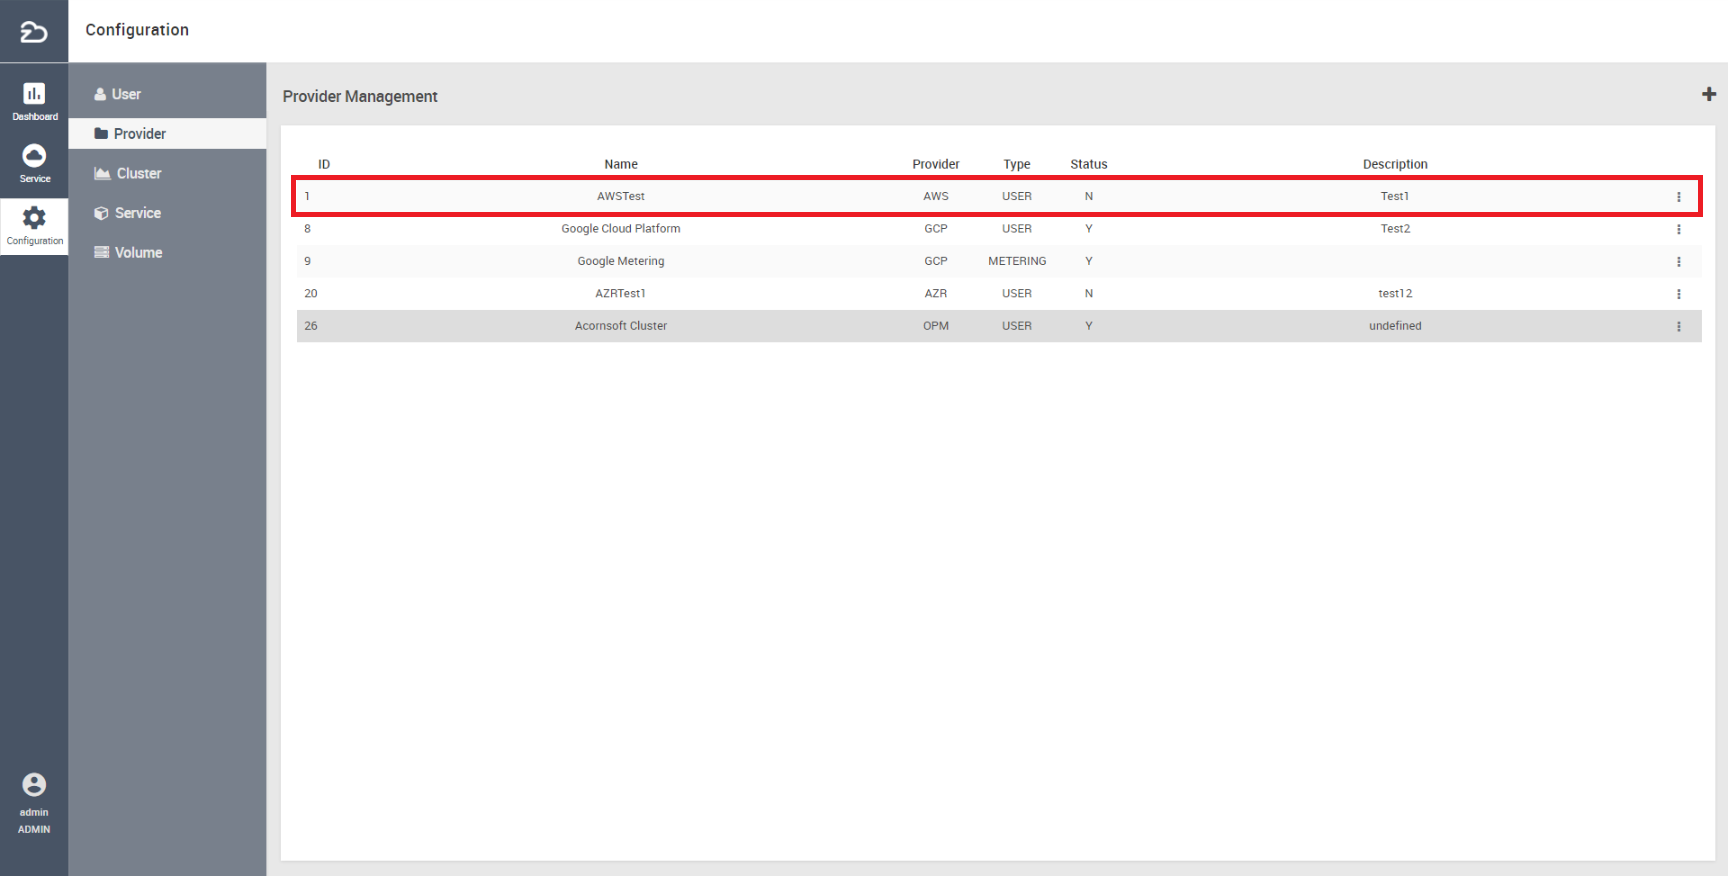 Configuration
Dashboard
Service
Configuration
admin
ADMIN
User
Provider
Cluster
Service
Volume
Provider Management
ID Name Provider Type Status Description
1 AWSTest AWS USER N Test1
8 Google Cloud Platform GCP USER Y Test2
9 Google Metering GCP METERING Y
20 AZRTest1 AZR USER N test12
26 Acornsoft Cluster OPM USER Y undefined